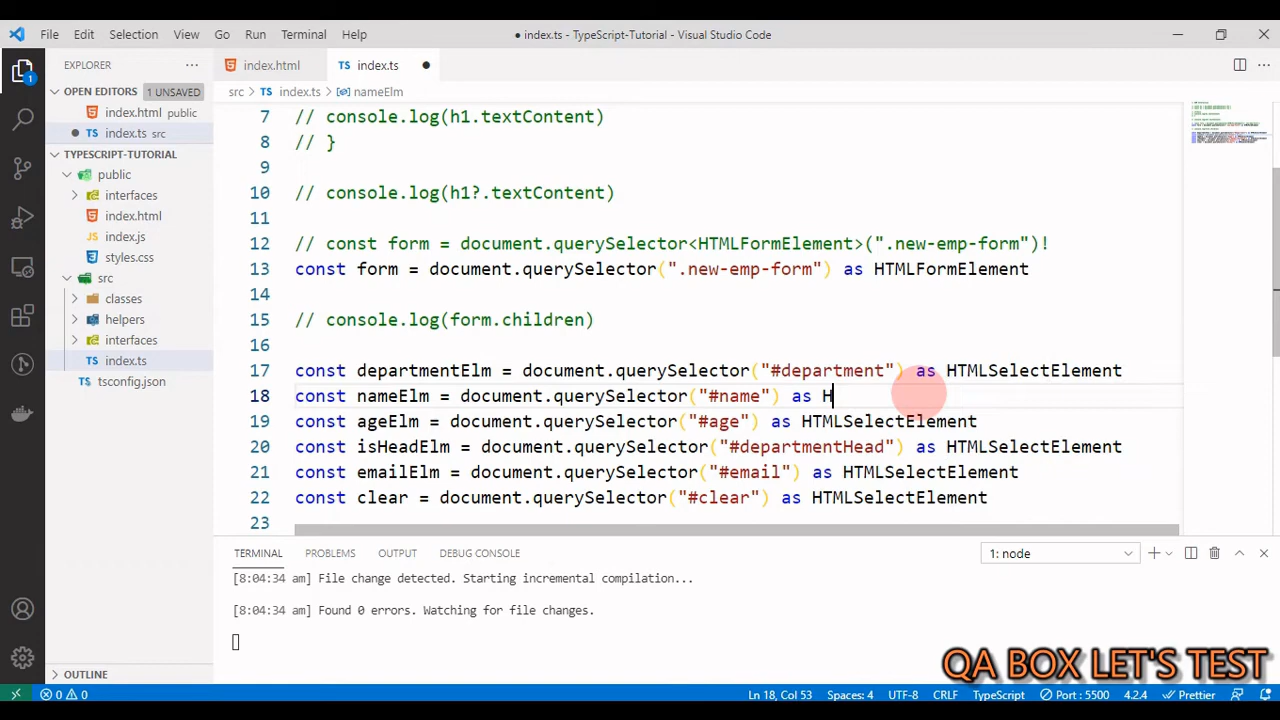 File Edit Selection View Go Run Terminal Help
● index.ts - TypeScript-Tutorial - Visual Studio Code
EXPLORER
OPEN EDITORS 1 UNSAVED
index.html public
index.ts src
TYPESCRIPT-TUTORIAL
public
interfaces
index.html
index.js
styles.css
src
classes
helpers
interfaces
index.ts
tsconfig.json
OUTLINE
1
index.html
TS index.ts
src > TS index.ts > nameElm
7 // console.log(h1.textContent)
8 // }
9
10 // console.log(h1?.textContent)
11
12 // const form = document.querySelector<HTMLFormElement>(".new-emp-form")!
13 const form = document.querySelector(".new-emp-form") as HTMLFormElement
14
15 // console.log(form.children)
16
17 const departmentElm = document.querySelector("#department") as HTMLSelectElement
18 const nameElm = document.querySelector("#name") as H
19 const ageElm = document.querySelector("#age") as HTMLSelectElement
20 const isHeadElm = document.querySelector("#departmentHead") as HTMLSelectElement
21 const emailElm = document.querySelector("#email") as HTMLSelectElement
22 const clear = document.querySelector("#clear") as HTMLSelectElement
23
TERMINAL PROBLEMS OUTPUT DEBUG CONSOLE
1: node
[8:04:34 am] File change detected. Starting incremental compilation...
[8:04:34 am] Found 0 errors. Watching for file changes.
QA BOX LET'S TEST
0 0
Ln 18, Col 53 Spaces: 4 UTF-8 CRLF TypeScript Port : 5500 4.2.4 Prettier